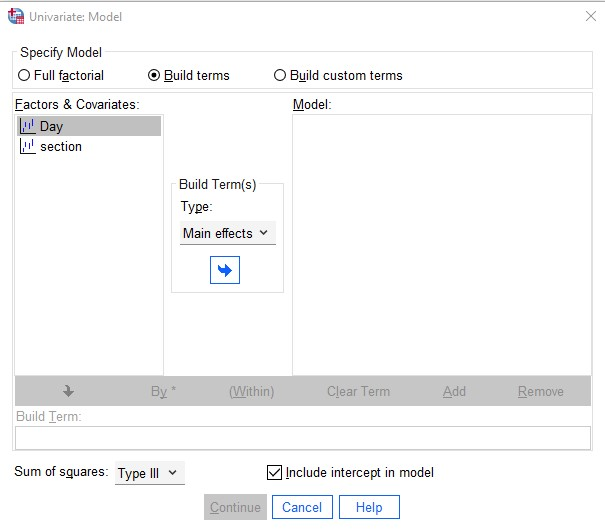 Univariate: Model
Specify Model
Full factorial Build terms Build custom terms
Factors & Covariates: Model:
Day
section
Build Term(s)
Type:
Main effects
By * (Within) Clear Term Add Remove
Build Term:
Sum of squares: Type III Include intercept in model
Continue Cancel Help